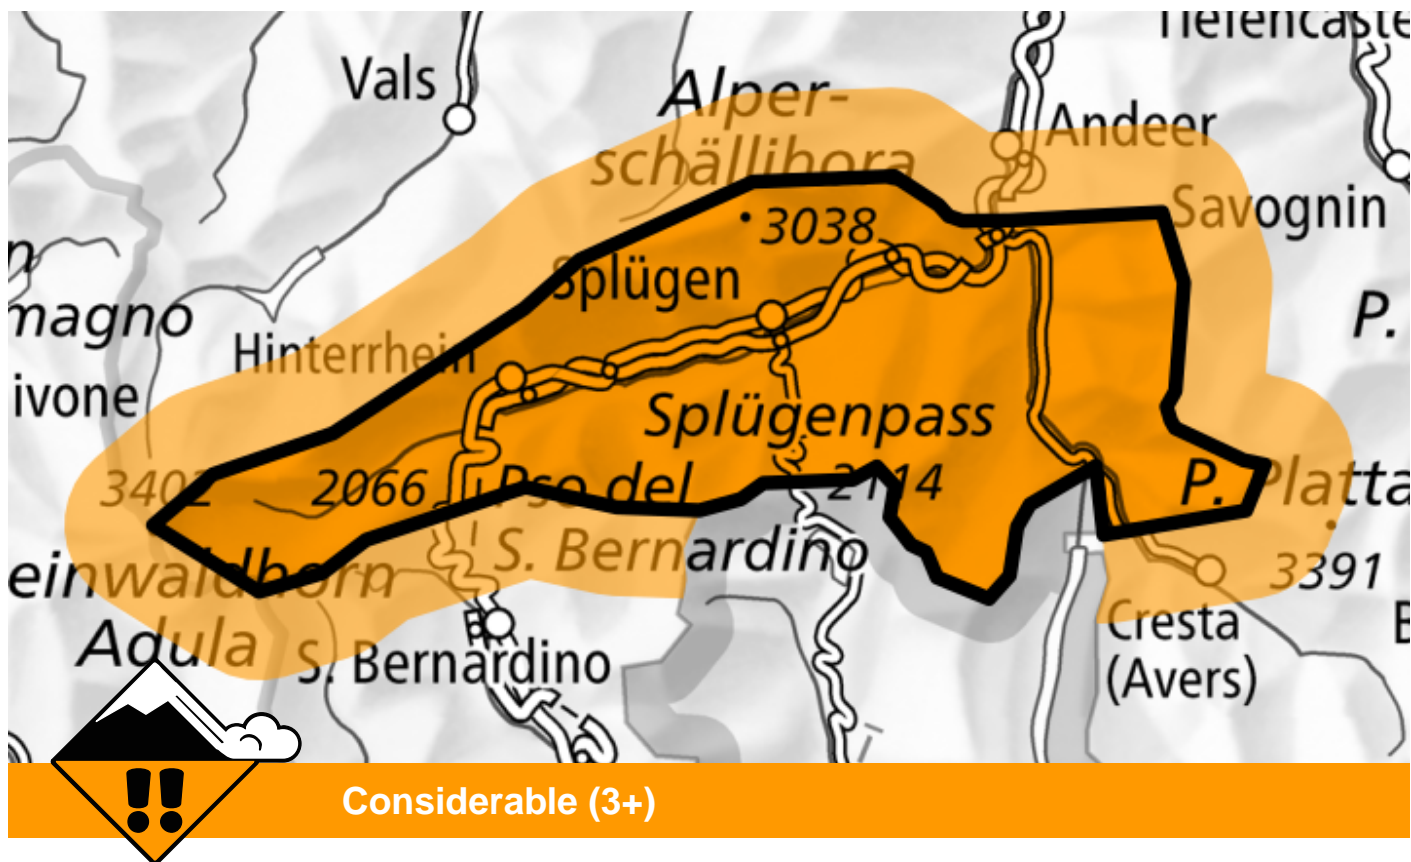 Tiefencaste
Vals
Alper-
schällihora
Andeer
Savognin
3038
n
Splügen
magno
P.
Hinterrhein
ivone
Splügenpass
3402
2066
Pso del
2114
P. Platta
S. Bernardino
einwaldhorn
3391
Cresta
(Avers)
B
Adula
S. Bernardino
!!
Considerable (3+)